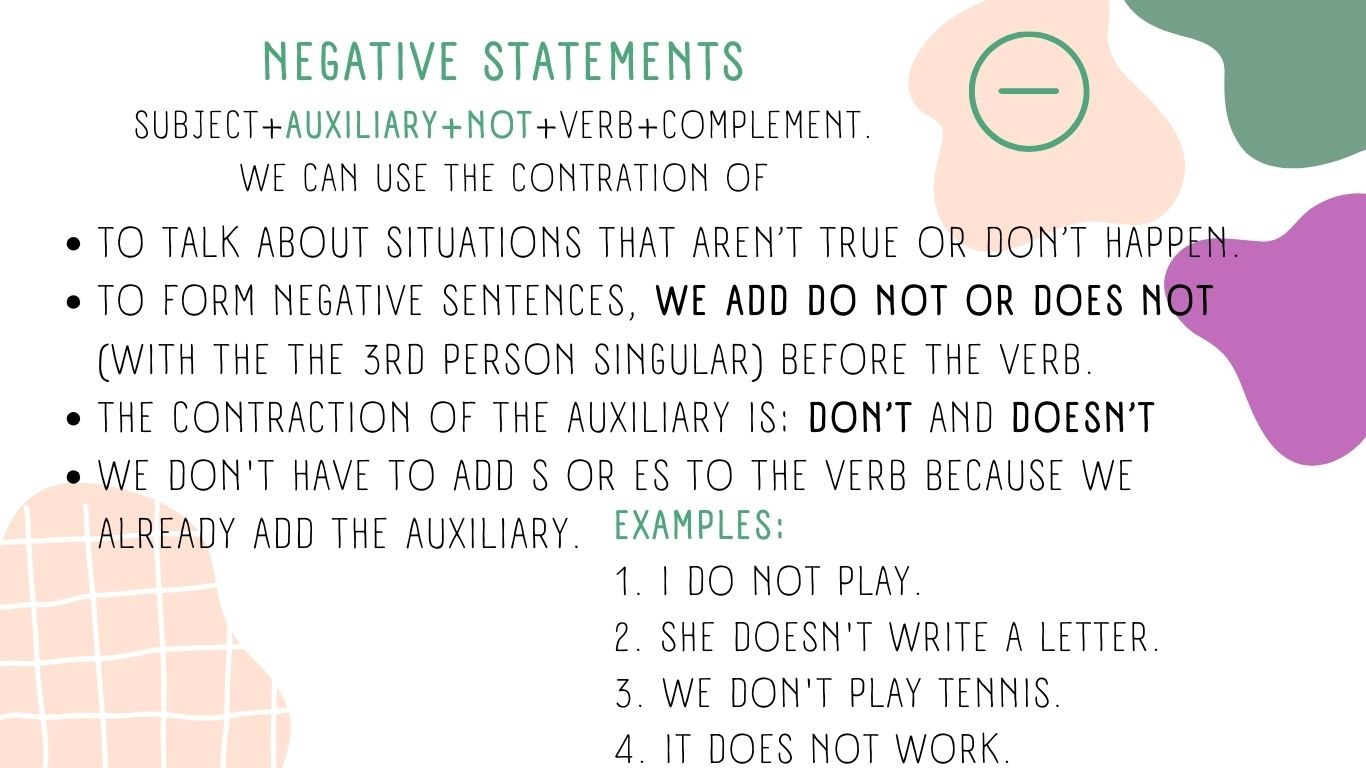 NEGATIVE STATEMENTS
SUBJECT+AUXILIARY+NOT+VERB+COMPLEMENT.
WE CAN USE THE CONTRATION OF
• TO TALK ABOUT SITUATIONS THAT AREN'T TRUE OR DON'T HAPPEN.
• TO FORM NEGATIVE SENTENCES, WE ADD DO NOT OR DOES NOT
(WITH THE THE 3RD PERSON SINGULAR) BEFORE THE VERB.
• THE CONTRACTION OF THE AUXILIARY IS: DON'T AND DOESN'T
• WE DON'T HAVE TO ADD S OR ES TO THE VERB BECAUSE WE
ALREADY ADD THE AUXILIARY.
EXAMPLES:
1. I DO NOT PLAY.
2. SHE DOESN'T WRITE A LETTER.
3. WE DON'T PLAY TENNIS.
4. IT DOES NOT WORK.